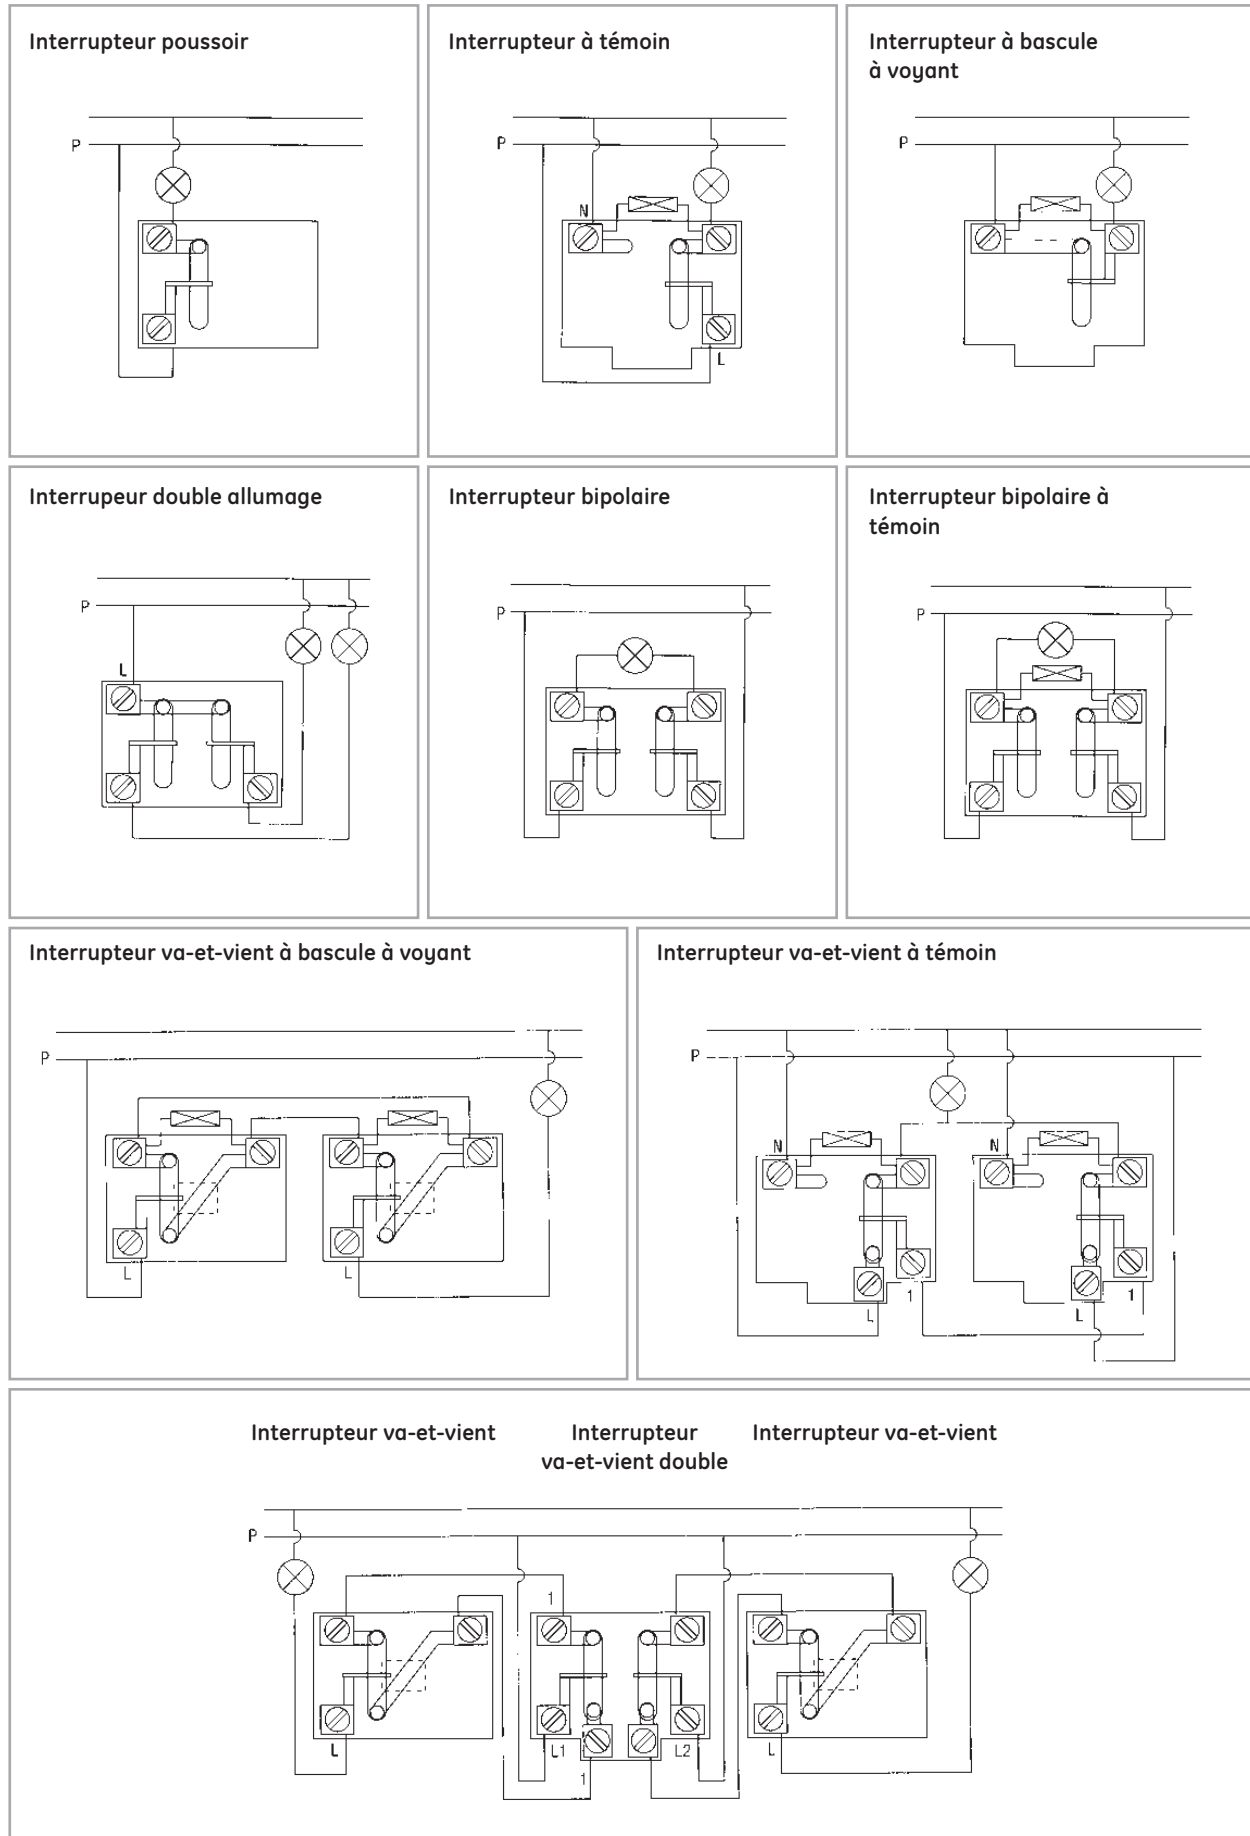 Interrupteur poussoir
P
Interrupteur à témoin
P
N
L
Interrupteur à bascule
à voyant
P
Interrupeur double allumage
P
L
Interrupteur bipolaire
P
Interrupteur bipolaire à
témoin
P
Interrupteur va-et-vient à bascule à voyant
P
L
L
Interrupteur va-et-vient à témoin
P
N
N
L
1
L
1
Interrupteur va-et-vient
Interrupteur
va-et-vient double
Interrupteur va-et-vient
P
1
L
L1
1
L2
L